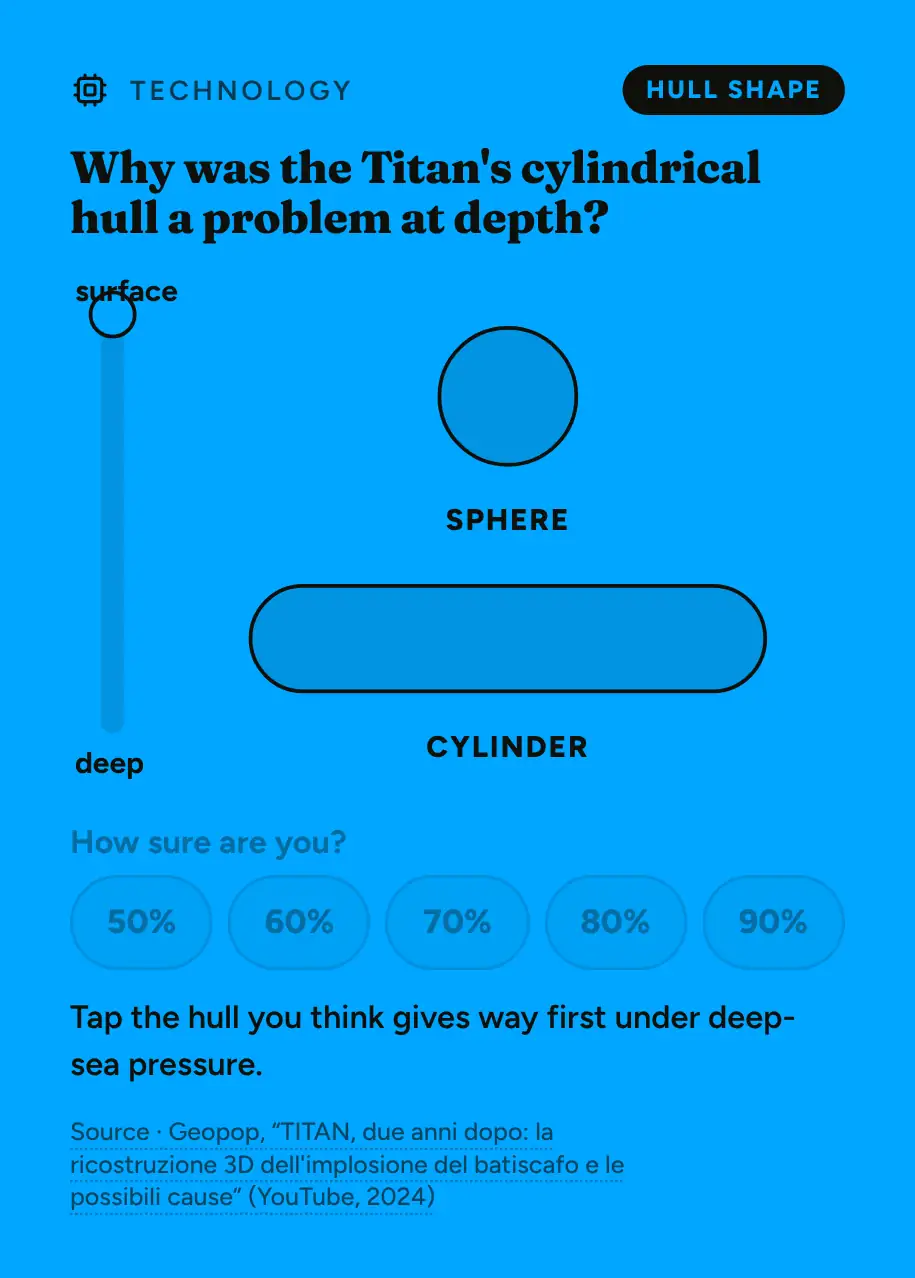 TECHNOLOGY
HULL SHAPE
Why was the Titan's cylindrical
hull a problem at depth?
surface
SPHERE
CYLINDER
deep
How sure are you?
50% 60% 70% 80% 90%
Tap the hull you think gives way first under deep-
sea pressure.
Source · Geopop, “TITAN, due anni dopo: la
ricostruzione 3D dell'implosione del batiscafo e le
possibili cause” (YouTube, 2024)